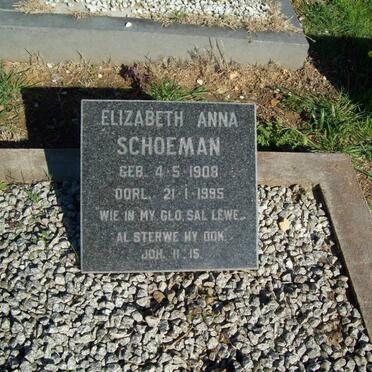 ELIZABETH ANNA
SCHOEMAN
GEB. 4-5-1908
OORL. 21-1-1995
WIE IN MY GLO, SAL LEWE,
AL STERWE HY OOK.
JOH. 11:15.